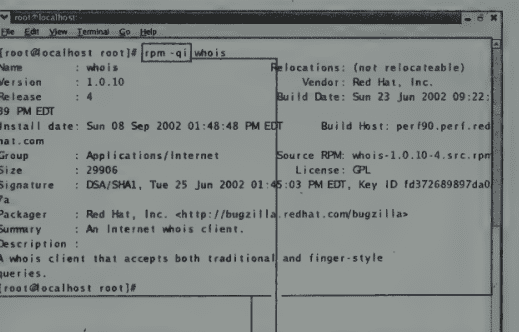 root@localhost:
File Edit View Terminal Go Help
[root@localhost root]# rpm -qi whois
Name : whois Relocations: (not relocateable)
Version : 1.0.10 Vendor: Red Hat, Inc.
Release : 4 Build Date: Sun 23 Jun 2002 09:22:
39 PM EDT
Install date: Sun 08 Sep 2002 01:48:48 PM EDT Build Host: perf90.perf.red
hat.com
Group : Applications/Internet Source RPM: whois-1.0.10-4.src.rpm
Size : 29906 License: GPL
Signature : DSA/SHA1, Tue 25 Jun 2002 01:45:03 PM EDT, Key ID fd372689897da0
7a
Packager : Red Hat, Inc. <http://bugzilla.redhat.com/bugzilla>
Summary : An Internet whois client.
Description :
A whois client that accepts both traditional and finger-style
queries.
[root@localhost root]#